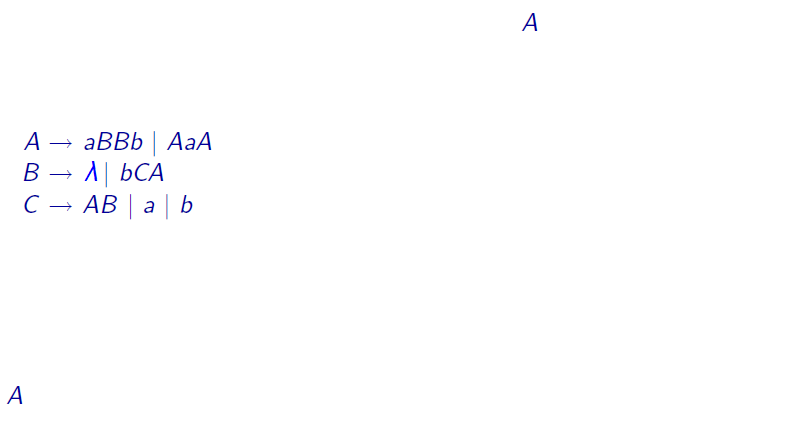 A
A → aBBb | AaA
B → λ | bCA
C → AB | a | b
A